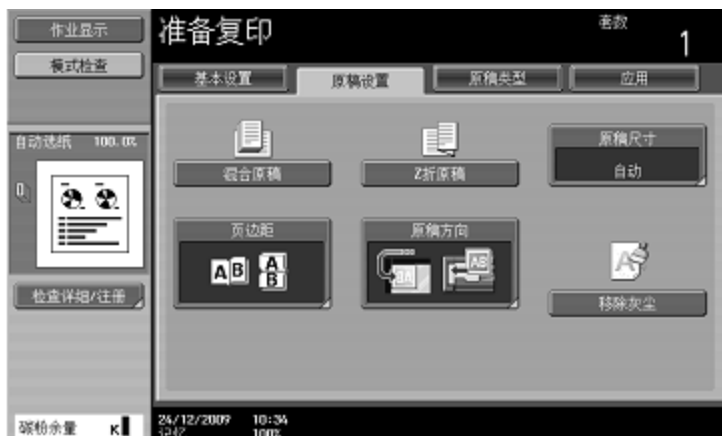 作业显示
模式检查
准备复印
套数
1
基本设置
原稿设置
原稿类型
应用
自动选纸 100.0%
混合原稿
Z折原稿
原稿尺寸
自动
页边距
原稿方向
移除灰尘
检查详细/注册
碳粉余量 K
24/12/2009 10:34
100%